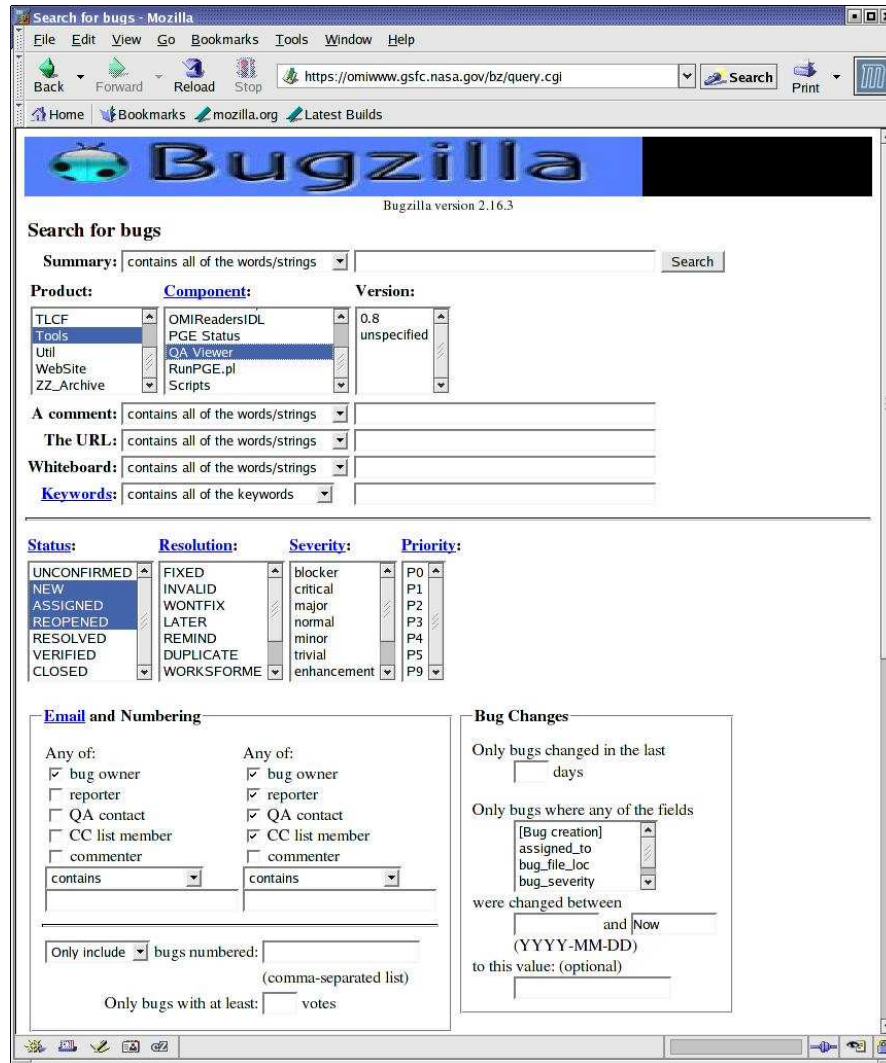 Search for bugs - Mozilla
File Edit View Go Bookmarks Tools Window Help
Back Forward Reload Stop https://omiwww.gsfc.nasa.gov/bz/query.cgi Search Print
Home Bookmarks mozilla.org Latest Builds
Bugzilla
Bugzilla version 2.16.3
Search for bugs
Summary: contains all of the words/strings Search
Product: Component: Version:
TLCF OMIReadersIDL 0.8
Tools PGE Status unspecified
Util QA Viewer
WebSite RunPGE.pl
ZZ_Archive Scripts
A comment: contains all of the words/strings
The URL: contains all of the words/strings
Whiteboard: contains all of the words/strings
Keywords: contains all of the keywords
Status: Resolution: Severity: Priority:
UNCONFIRMED FIXED blocker P0
NEW INVALID critical P1
ASSIGNED WONTFIX major P2
REOPENED LATER normal P3
RESOLVED REMIND minor P4
VERIFIED DUPLICATE trivial P5
CLOSED WORKSFORME enhancement P9
Email and Numbering
Any of: Any of:
bug owner bug owner
reporter reporter
QA contact QA contact
CC list member CC list member
commenter commenter
contains contains
Only include bugs numbered:
(comma-separated list)
Only bugs with at least: votes
Bug Changes
Only bugs changed in the last
days
Only bugs where any of the fields
[Bug creation]
assigned_to
bug_file_loc
bug_severity
were changed between
and Now
(YYYY-MM-DD)
to this value: (optional)